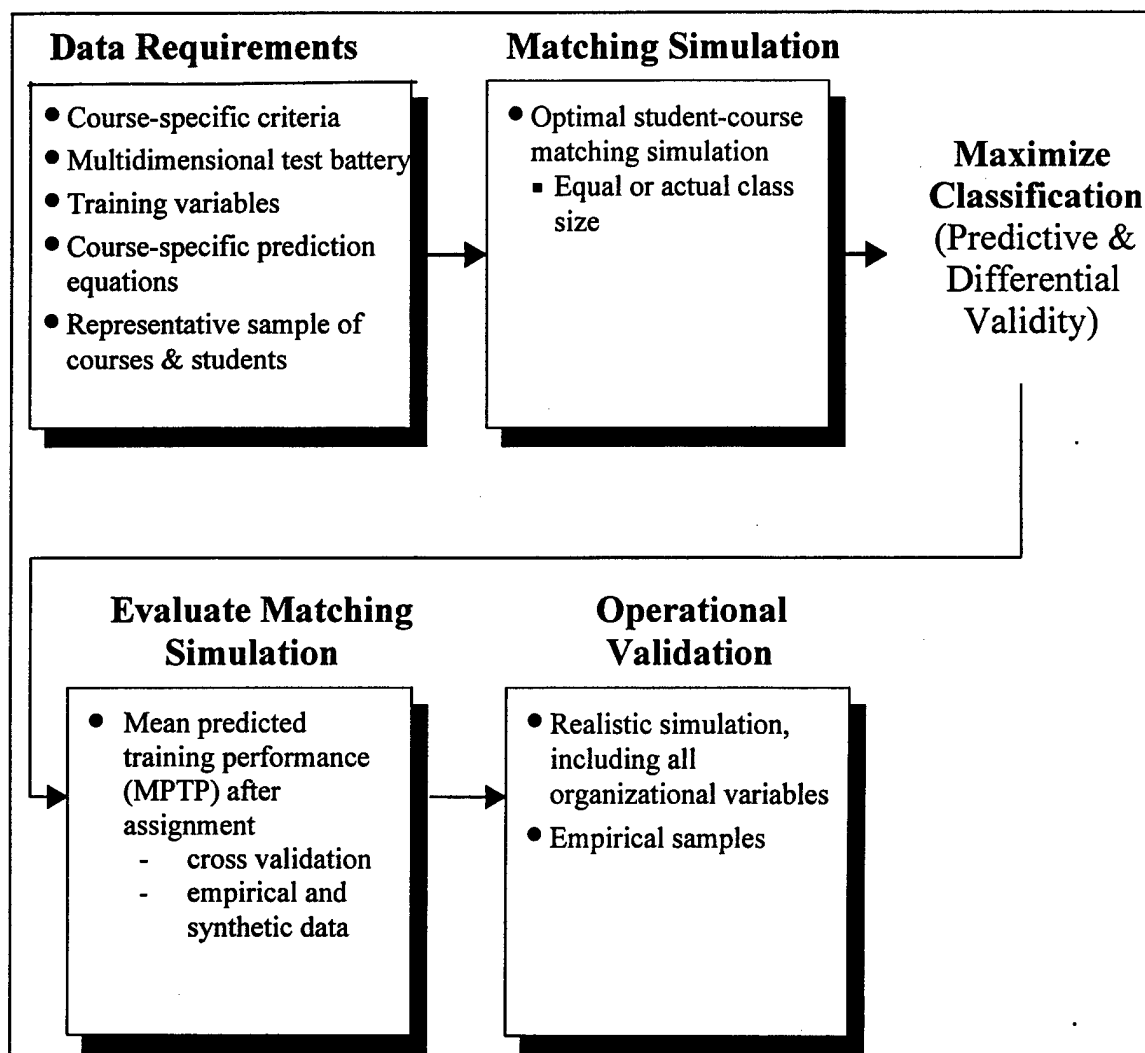 Data Requirements
● Course-specific criteria
● Multidimensional test battery
● Training variables
● Course-specific prediction
equations
● Representative sample of
courses & students
Matching Simulation
● Optimal student-course
matching simulation
▪ Equal or actual class
size
Maximize
Classification
(Predictive &
Differential
Validity)
Evaluate Matching
Simulation
● Mean predicted
training performance
(MPTP) after
assignment
- cross validation
- empirical and
synthetic data
Operational
Validation
● Realistic simulation,
including all
organizational variables
● Empirical samples